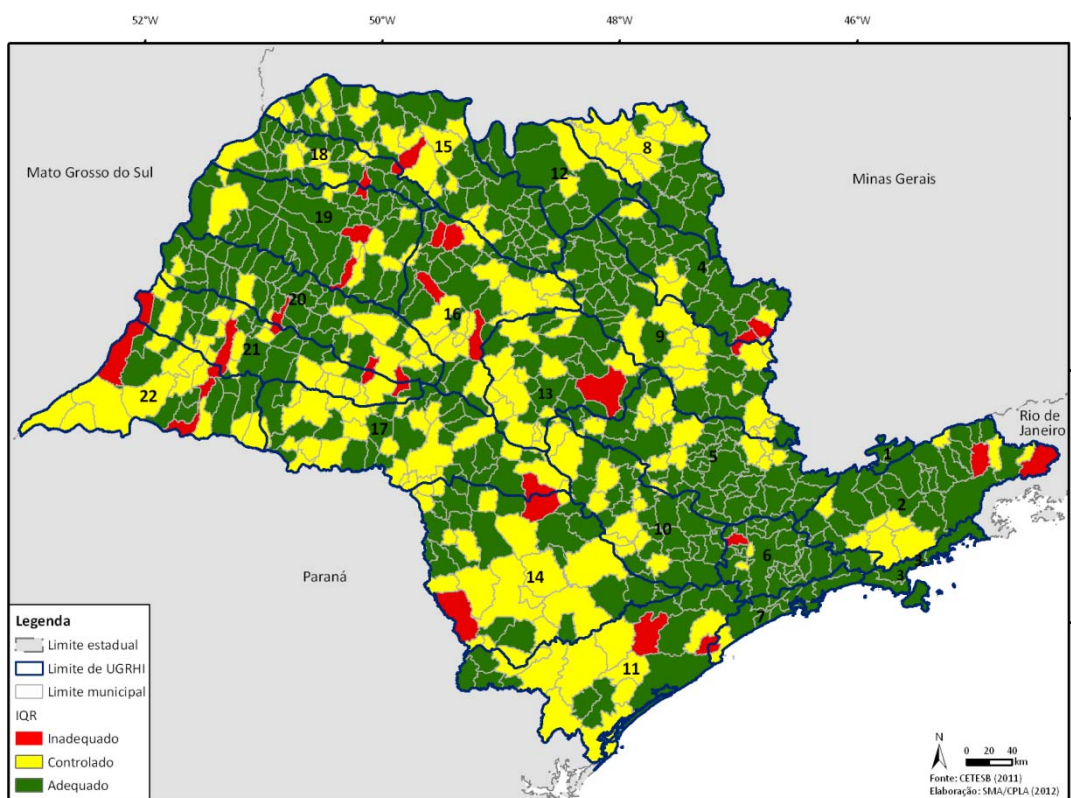 52°W 50°W 48°W 46°W
Mato Grosso do Sul
Minas Gerais
Rio de
Janeiro
Paraná
15
8
18
12
19
4
20
16
9
21
22
13
17
5
1
2
10
6
3
3
14
7
11
Legenda
Limite estadual
Limite de UGRHI
Limite municipal
IQR
Inadequado
Controlado
Adequado
N
0 20 40
km
Fonte: CETESB (2011)
Elaboração: SMA/CPLA (2012)